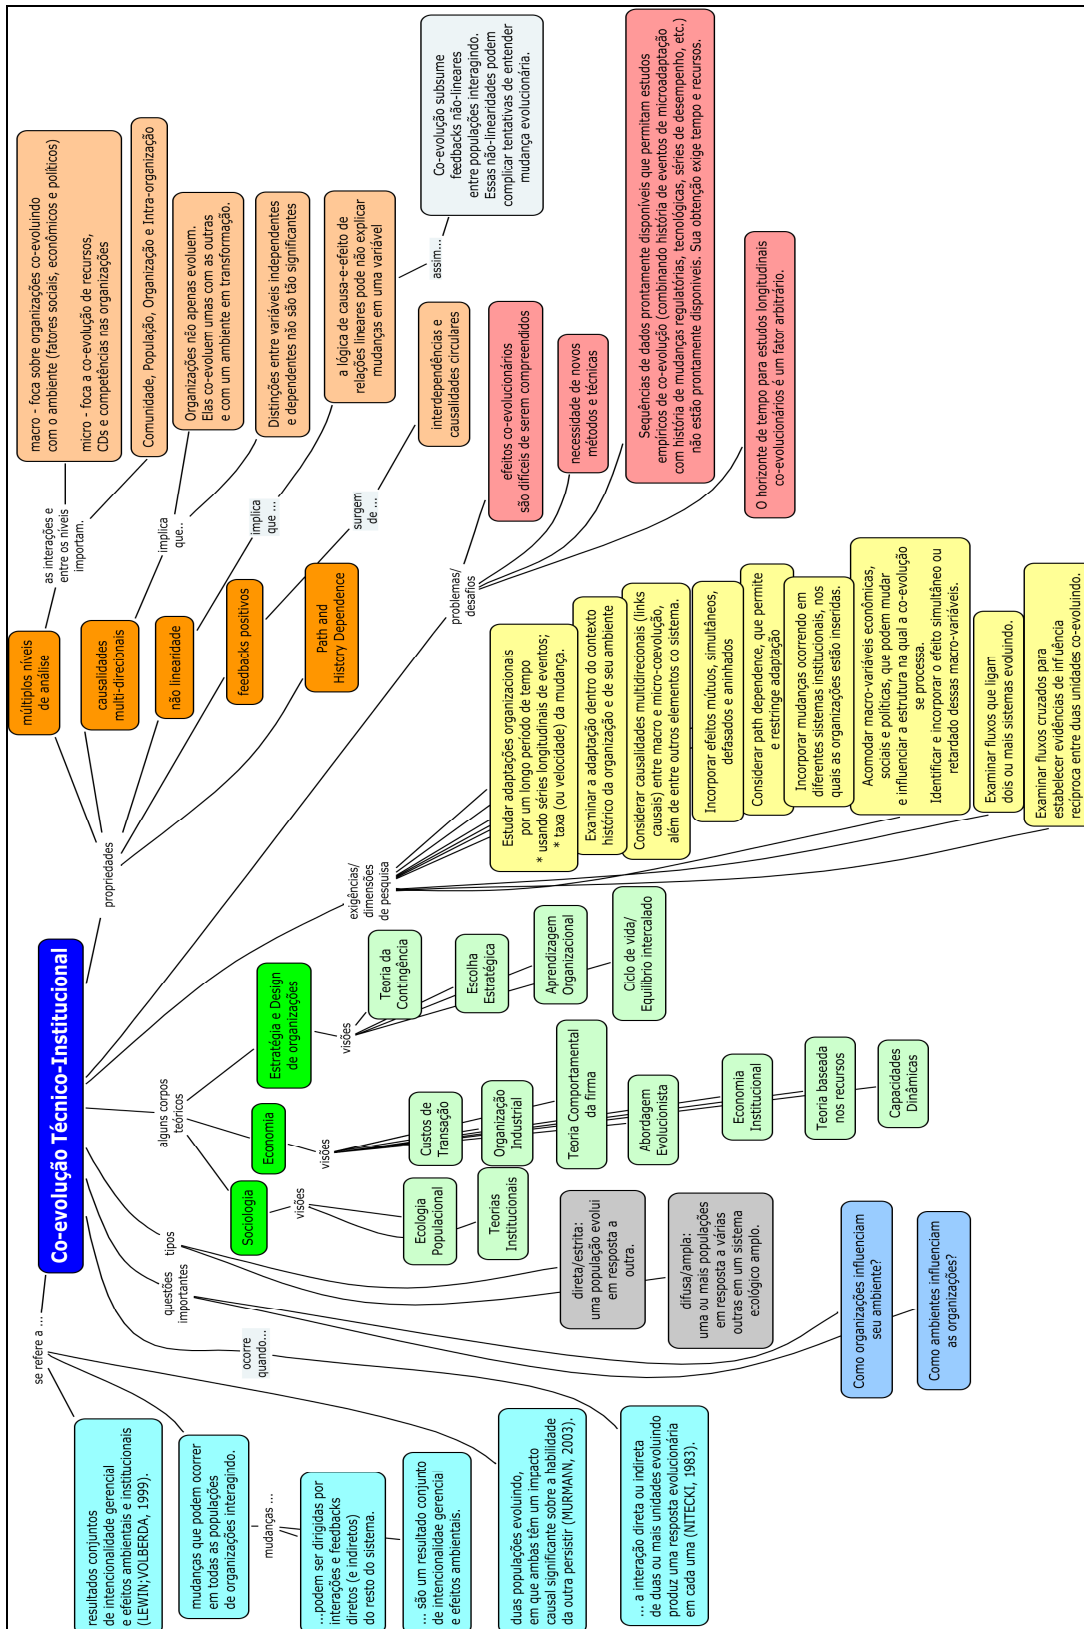 Co-evolução Técnico-Institucional
se refere a ...
resultados conjuntos
de intencionalidade gerencial
e efeitos ambientais e institucionais
(LEWIN;VOLBERDA, 1999).
mudanças que podem ocorrer
em todas as populações
de organizações interagindo.
mudanças ...
...podem ser dirigidas por
interações e feedbacks
diretos (e indiretos)
do resto do sistema.
... são um resultado conjunto
de intencionalidae gerencia
e efeitos ambientais.
duas populações evoluindo,
em que ambas têm um impacto
causal significante sobre a habilidade
da outra persistir (MURMANN, 2003).
ocorre
quando...
... a interação direta ou indireta
de duas ou mais unidades evoluindo
produz uma resposta evolucionária
em cada uma (NITECKI, 1983).
questões
importantes
Como organizações influenciam
seu ambiente?
Como ambientes influenciam
as organizações?
tipos
direta/estrita:
uma população evolui
em resposta a
outra.
difusa/ampla:
uma ou mais populações
em resposta a várias
outras em um sistema
ecológico amplo.
alguns corpos
teóricos
Sociologia
visões
Ecologia
Populacional
Teorias
Institucionais
Economia
visões
Custos de
Transação
Organização
Industrial
Teoria Comportamental
da firma
Abordagem
Evolucionista
Economia
Institucional
Teoria baseada
nos recursos
Capacidades
Dinâmicas
Estratégia e Design
de organizações
visões
Teoria da
Contingência
Escolha
Estratégica
Aprendizagem
Organizacional
Ciclo de vida/
Equilíbrio intercalado
exigências/
dimensões
de pesquisa
Estudar adaptações organizacionais
por um longo período de tempo
* usando séries longitudinais de eventos;
* taxa (ou velocidade) da mudança.
Examinar a adaptação dentro do contexto
histórico da organização e de seu ambiente
Considerar causalidades multidirecionais (links
causais) entre macro e micro-coevolução,
além de entre outros elementos co sistema.
Incorporar efeitos mútuos, simultâneos,
defasados e aninhados
Considerar path dependence, que permite
e restringe adaptação
Incorporar mudanças ocorrendo em
diferentes sistemas institucionais, nos
quais as organizações estão inseridas.
Acomodar macro-variáveis econômicas,
sociais e políticas, que podem mudar
e influenciar a estrutura na qual a co-evolução
se processa.
Identificar e incorporar o efeito simultâneo ou
retardado dessas macro-variáveis.
Examinar fluxos que ligam
dois ou mais sistemas evoluindo.
Examinar fluxos cruzados para
estabelecer evidências de infuência
recíproca entre duas unidades co-evoluindo.
problemas/
desafios
efeitos co-evolucionários
são difíceis de serem compreendidos
necessidade de novos
métodos e técnicas
Sequências de dados prontamente disponíveis que permitam estudos
empíricos de co-evolução (combinando história de eventos de microadaptação
com história de mudanças regulatórias, tecnológicas, séries de desempenho, etc.)
não estão prontamente disponíveis. Sua obtenção exige tempo e recursos.
O horizonte de tempo para estudos longitudinais
co-evolucionários é um fator arbitrário.
propriedades
múltiplos níveis
de análise
as interações e
entre os níveis
importam.
macro - foca sobre organizações co-evoluindo
com o ambiente (fatores sociais, econômicos e políticos)
micro - foca a co-evolução de recursos,
CDs e competências nas organizações
Comunidade, População, Organização e Intra-organização
causalidades
multi-direcionais
implica
que..
Organizações não apenas evoluem.
Elas co-evoluem umas com as outras
e com um ambiente em transformação.
Distinções entre variáveis independentes
e dependentes não são tão significantes
não linearidade
implica
que ...
a lógica de causa-e-efeito de
relações lineares pode não explicar
mudanças em uma variável
assim...
Co-evolução subsume
feedbacks não-lineares
entre populações interagindo.
Essas não-linearidades podem
complicar tentativas de entender
mudança evolucionária.
feedbacks positivos
surgem
de ...
interdependências e
causalidades circulares
Path and
History Dependence